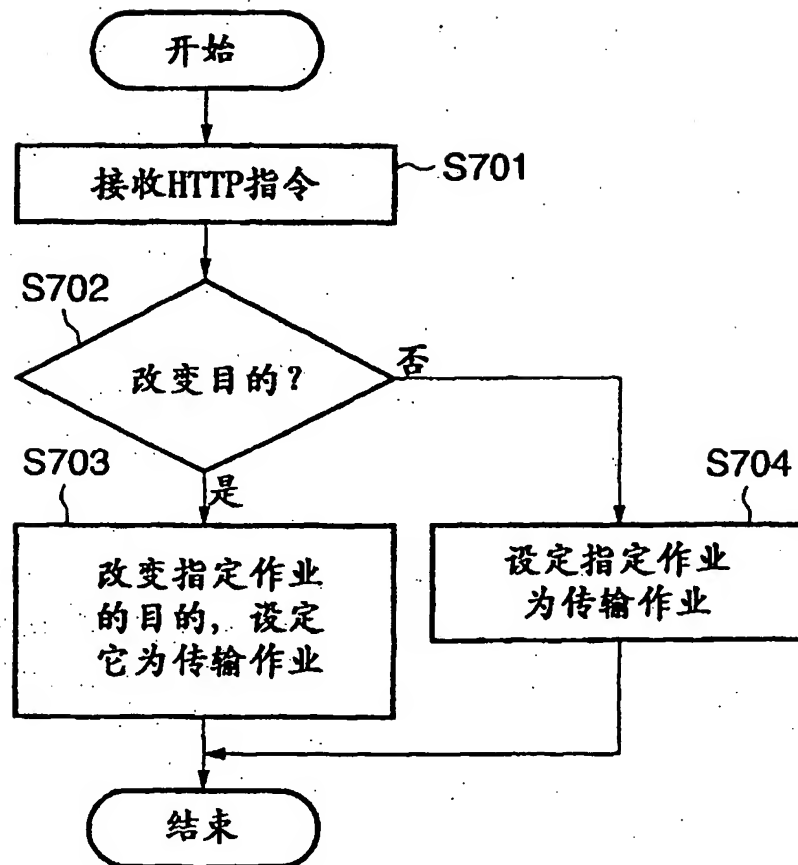 开始
接收HTTP指令
S701
S702
改变目的?
否
S703
是
S704
改变指定作业
的目的，设定
它为传输作业
设定指定作业
为传输作业
结束